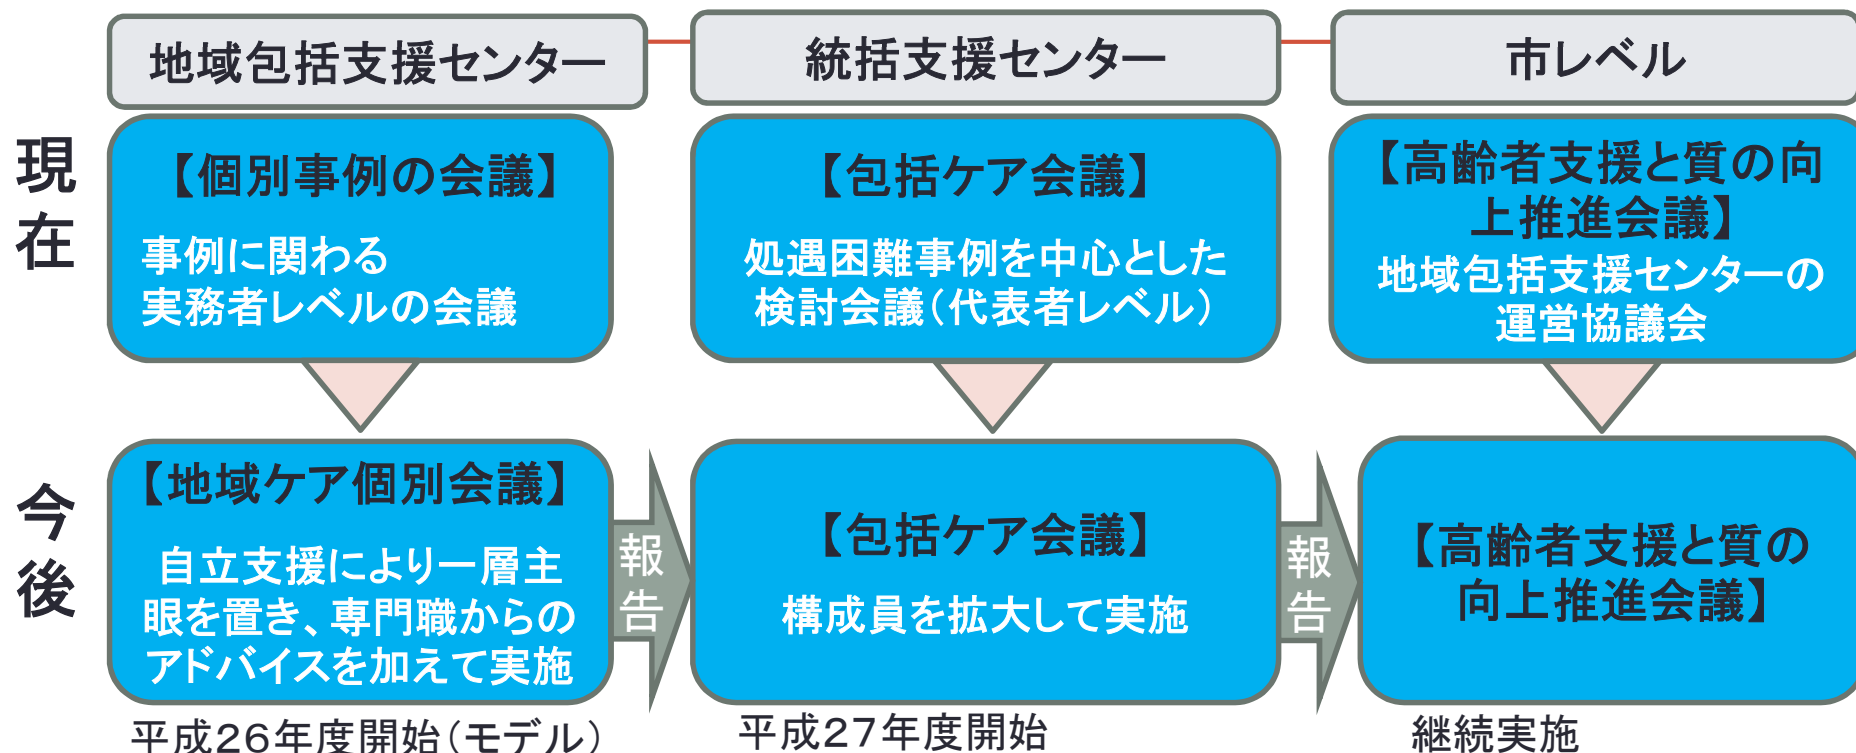 地域包括支援センター
統括支援センター
市レベル
現在
【個別事例の会議】
事例に関わる
実務者レベルの会議
【包括ケア会議】
処遇困難事例を中心とした
検討会議（代表者レベル）
【高齢者支援と質の向
上推進会議】
地域包括支援センターの
運営協議会
今後
【地域ケア個別会議】
自立支援により一層主
眼を置き、専門職からの
アドバイスを加えて実施
報告
【包括ケア会議】
構成員を拡大して実施
報告
【高齢者支援と質の
向上推進会議】
平成２６年度開始（モデル）
平成２７年度開始
継続実施